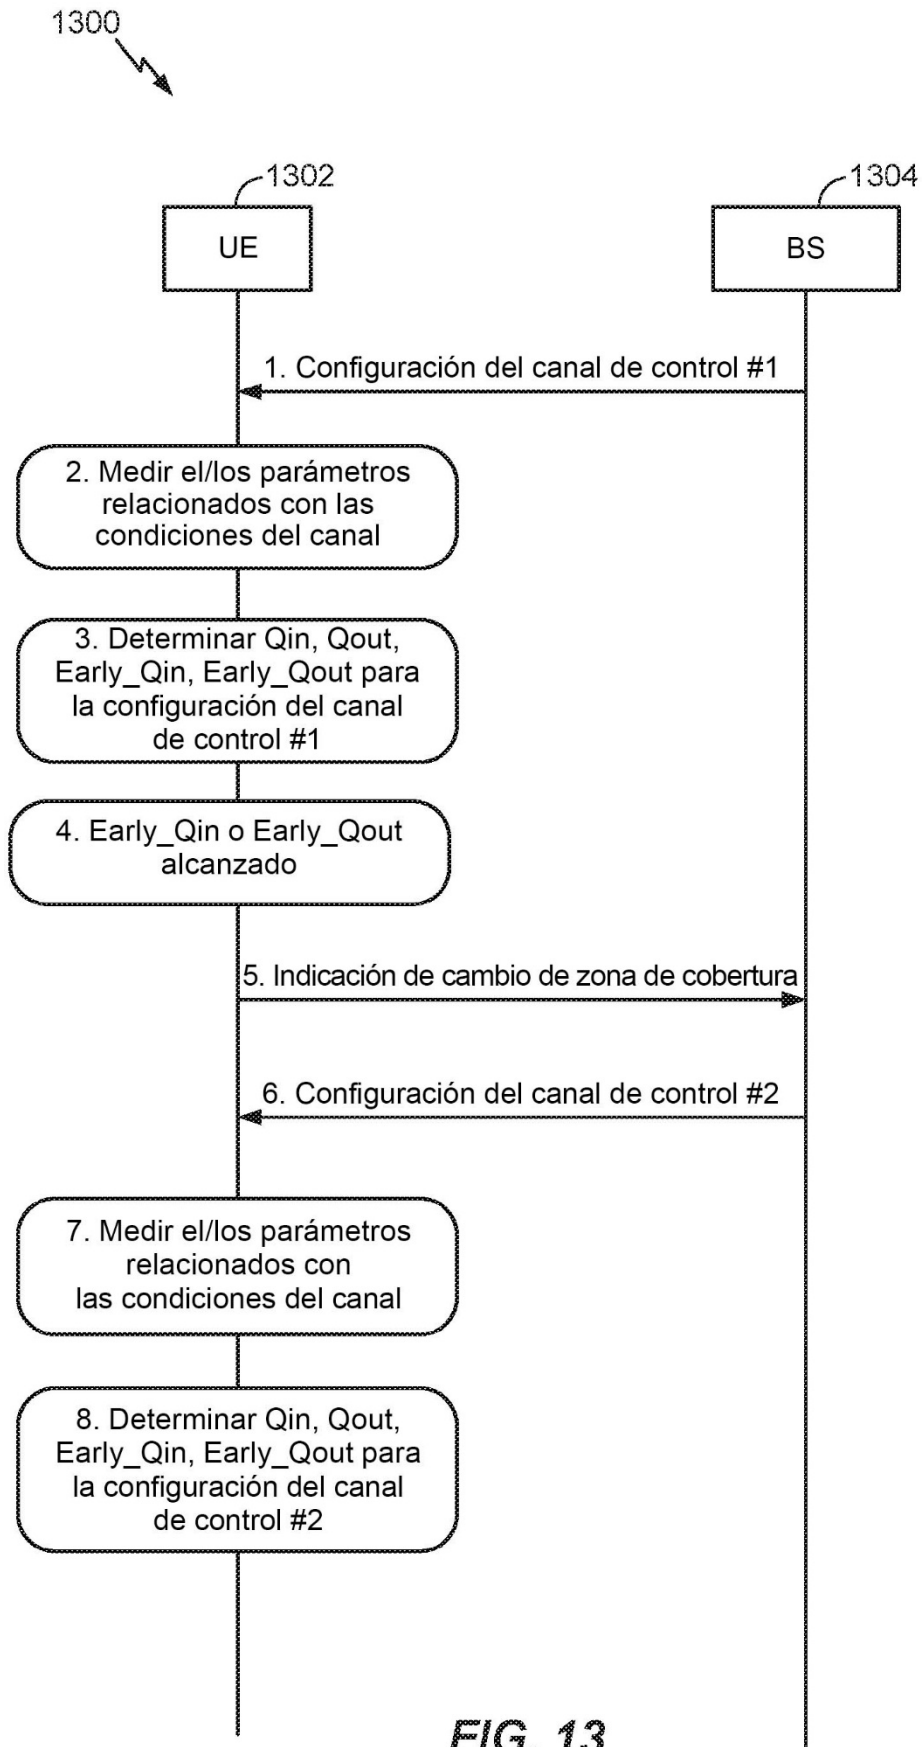 1300
1302
1304
UE
BS
1. Configuración del canal de control #1
2. Medir el/los parámetros
relacionados con las
condiciones del canal
3. Determinar Qin, Qout,
Early_Qin, Early_Qout para
la configuración del canal
de control #1
4. Early_Qin o Early_Qout
alcanzado
5. Indicación de cambio de zona de cobertura
6. Configuración del canal de control #2
7. Medir el/los parámetros
relacionados con
las condiciones del canal
8. Determinar Qin, Qout,
Early_Qin, Early_Qout para
la configuración del canal
de control #2
FIG. 13